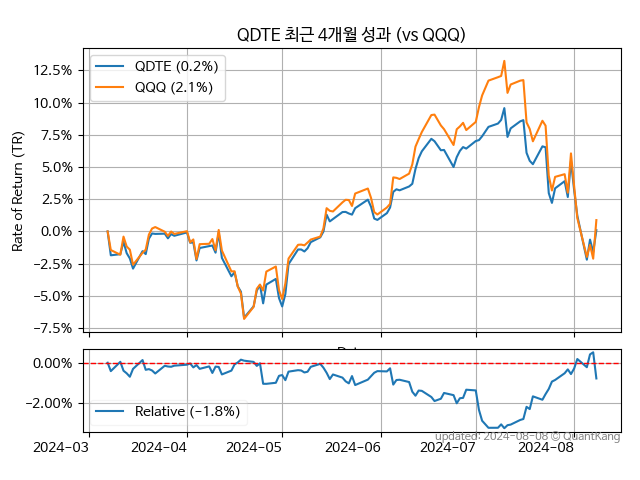 QDTE 최근 4개월 성과 (vs QQQ)
QDTE (0.2%)
QQQ (2.1%)
Rate of Return (TR)
12.5%
10.0%
7.5%
5.0%
2.5%
0.0%
−2.5%
−5.0%
−7.5%
0.00%
−2.00%
Relative (−1.8%)
updated: 2024-08-08 © QuantKang
2024−03
2024−04
2024−05
2024−06
2024−07
2024−08